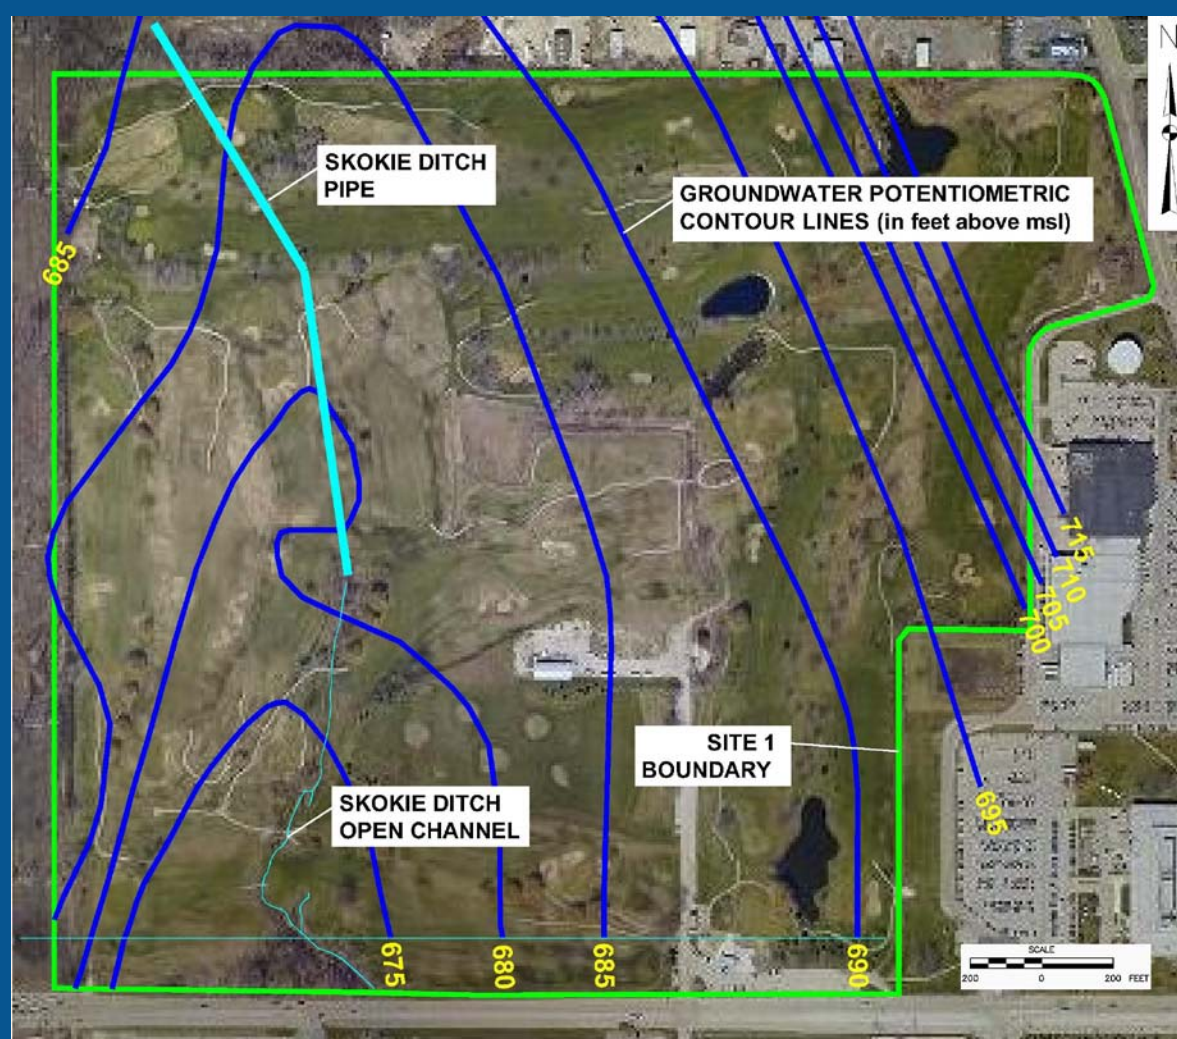 N
SKOKIE DITCH
PIPE
GROUNDWATER POTENTIOMETRIC
CONTOUR LINES (in feet above msl)
685
715
710
705
700
SITE 1
BOUNDARY
695
SKOKIE DITCH
OPEN CHANNEL
675
680
685
690
SCALE
200 0 200 FEET